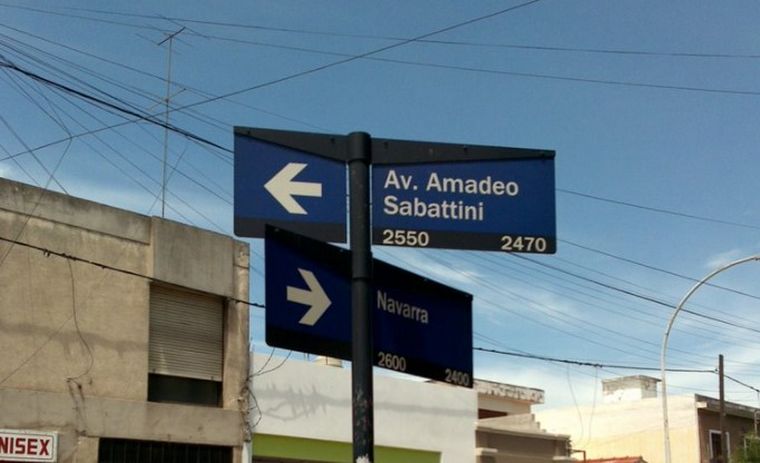 Av. Amadeo
Sabattini
2550 2470
Navarra
2600 2400
NISEX